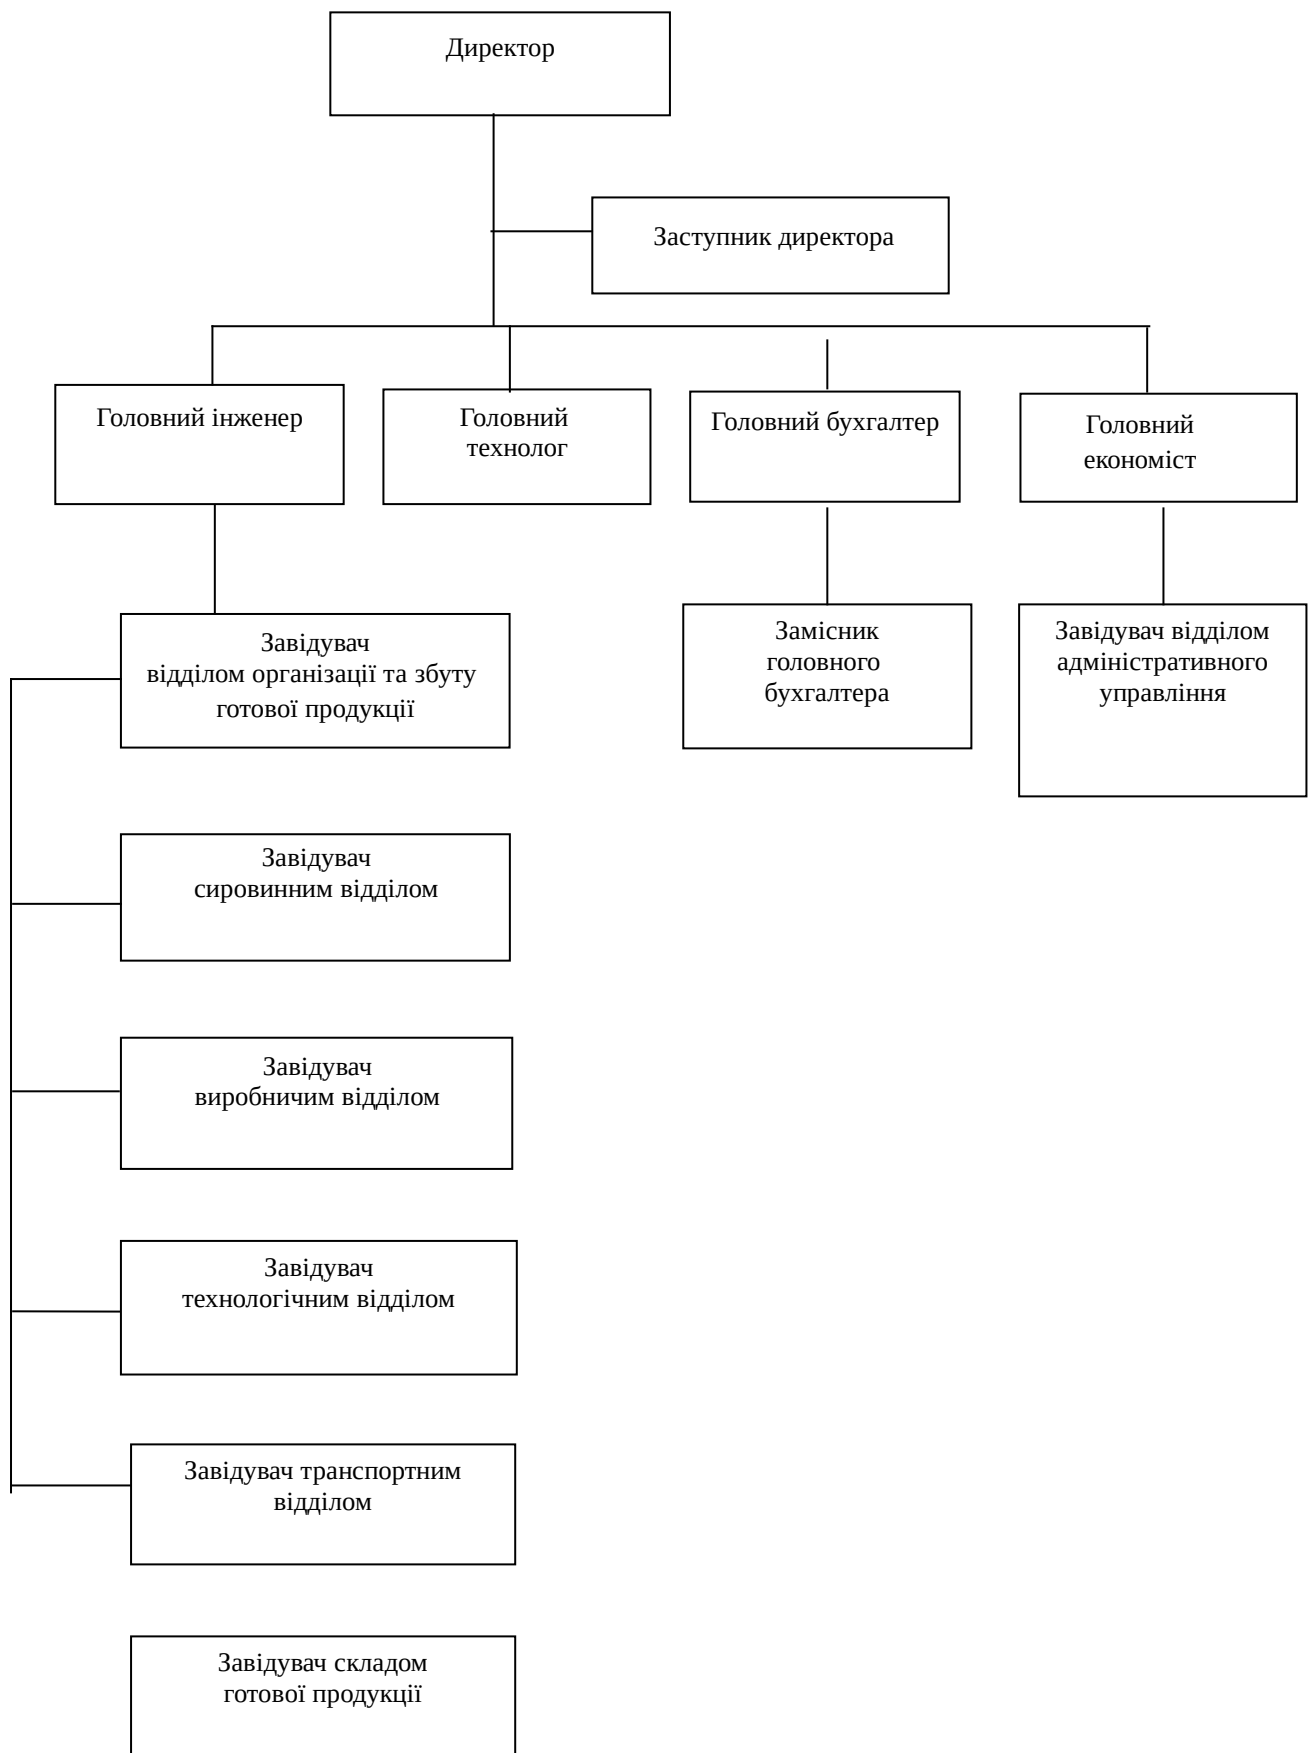 Директор
Заступник директора
Головний інженер
Головний
технолог
Головний бухгалтер
Головний
економіст
Завідувач
відділом організації та збуту
готової продукції
Замісник
головного
бухгалтера
Завідувач відділом
адміністративного
управління
Завідувач
сировинним відділом
Завідувач
виробничим відділом
Завідувач
технологічним відділом
Завідувач транспортним
відділом
Завідувач складом
готової продукції